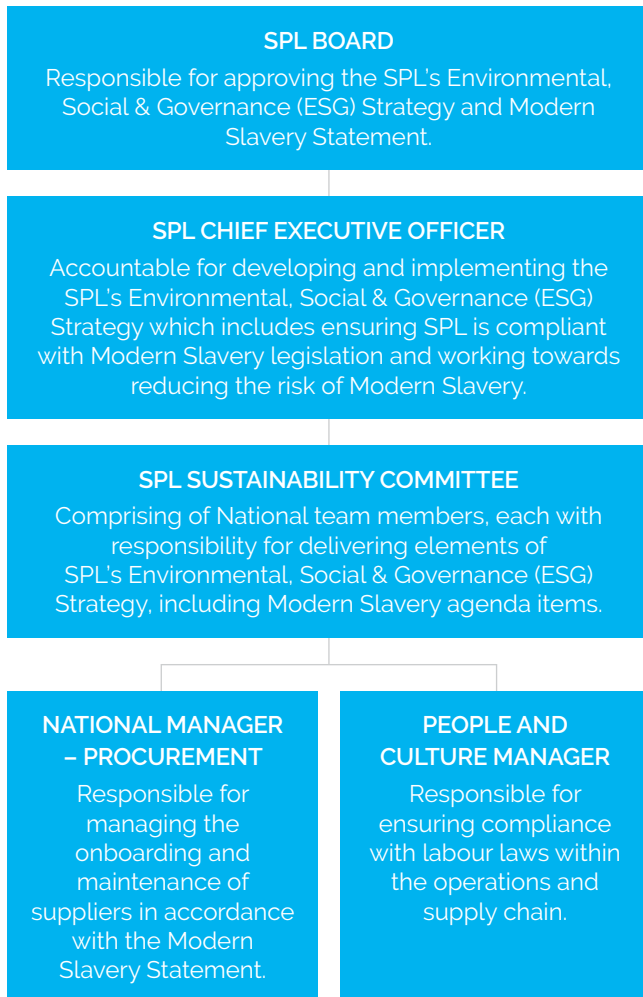 SPL BOARD
Responsible for approving the SPL's Environmental,
Social & Governance (ESG) Strategy and Modern
Slavery Statement.
SPL CHIEF EXECUTIVE OFFICER
Accountable for developing and implementing the
SPL's Environmental, Social & Governance (ESG)
Strategy which includes ensuring SPL is compliant
with Modern Slavery legislation and working towards
reducing the risk of Modern Slavery.
SPL SUSTAINABILITY COMMITTEE
Comprising of National team members, each with
responsibility for delivering elements of
SPL's Environmental, Social & Governance (ESG)
Strategy, including Modern Slavery agenda items.
NATIONAL MANAGER
– PROCUREMENT
Responsible for
managing the
onboarding and
maintenance of
suppliers in accordance
with the Modern
Slavery Statement.
PEOPLE AND
CULTURE MANAGER
Responsible for
ensuring compliance
with labour laws within
the operations and
supply chain.